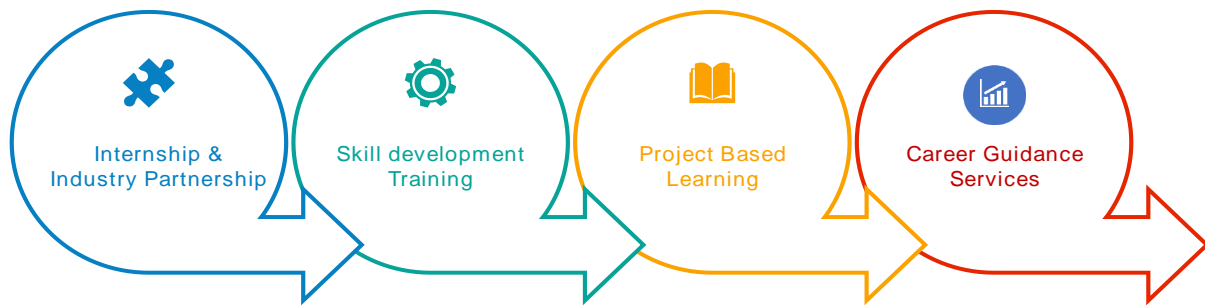 Internship &
Industry Partnership
Skill development
Training
Project Based
Learning
Career Guidance
Services